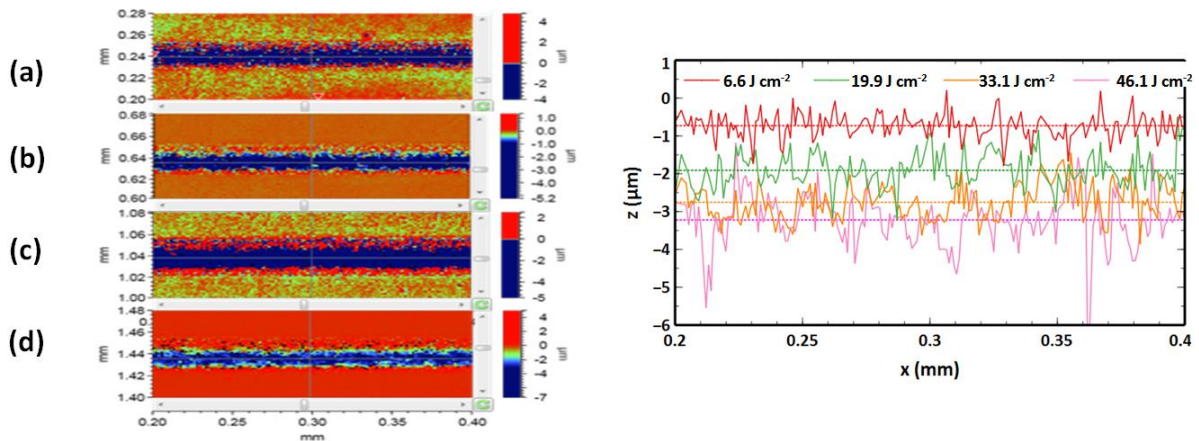 (a)
0.28
0.26
0.24
0.22
0.20
mm
4
2
0
-2
-4
µm
(b)
0.68
0.66
0.64
0.62
0.60
mm
1.0
0.0
-1.0
-2.0
-3.0
-5.2
µm
(c)
1.08
1.06
1.04
1.02
1.00
mm
2
0
-2
-5
µm
(d)
1.48
1.46
1.44
1.42
1.40
mm
4
2
0
-2
-4
-7
µm
0.20 0.30 0.35 0.40
mm
6.6 J cm-2 19.9 J cm-2 33.1 J cm-2 46.1 J cm-2
1
0
−1
−2
−3
−4
−5
−6
z (µm)
0.2 0.25 0.3 0.35 0.4
x (mm)